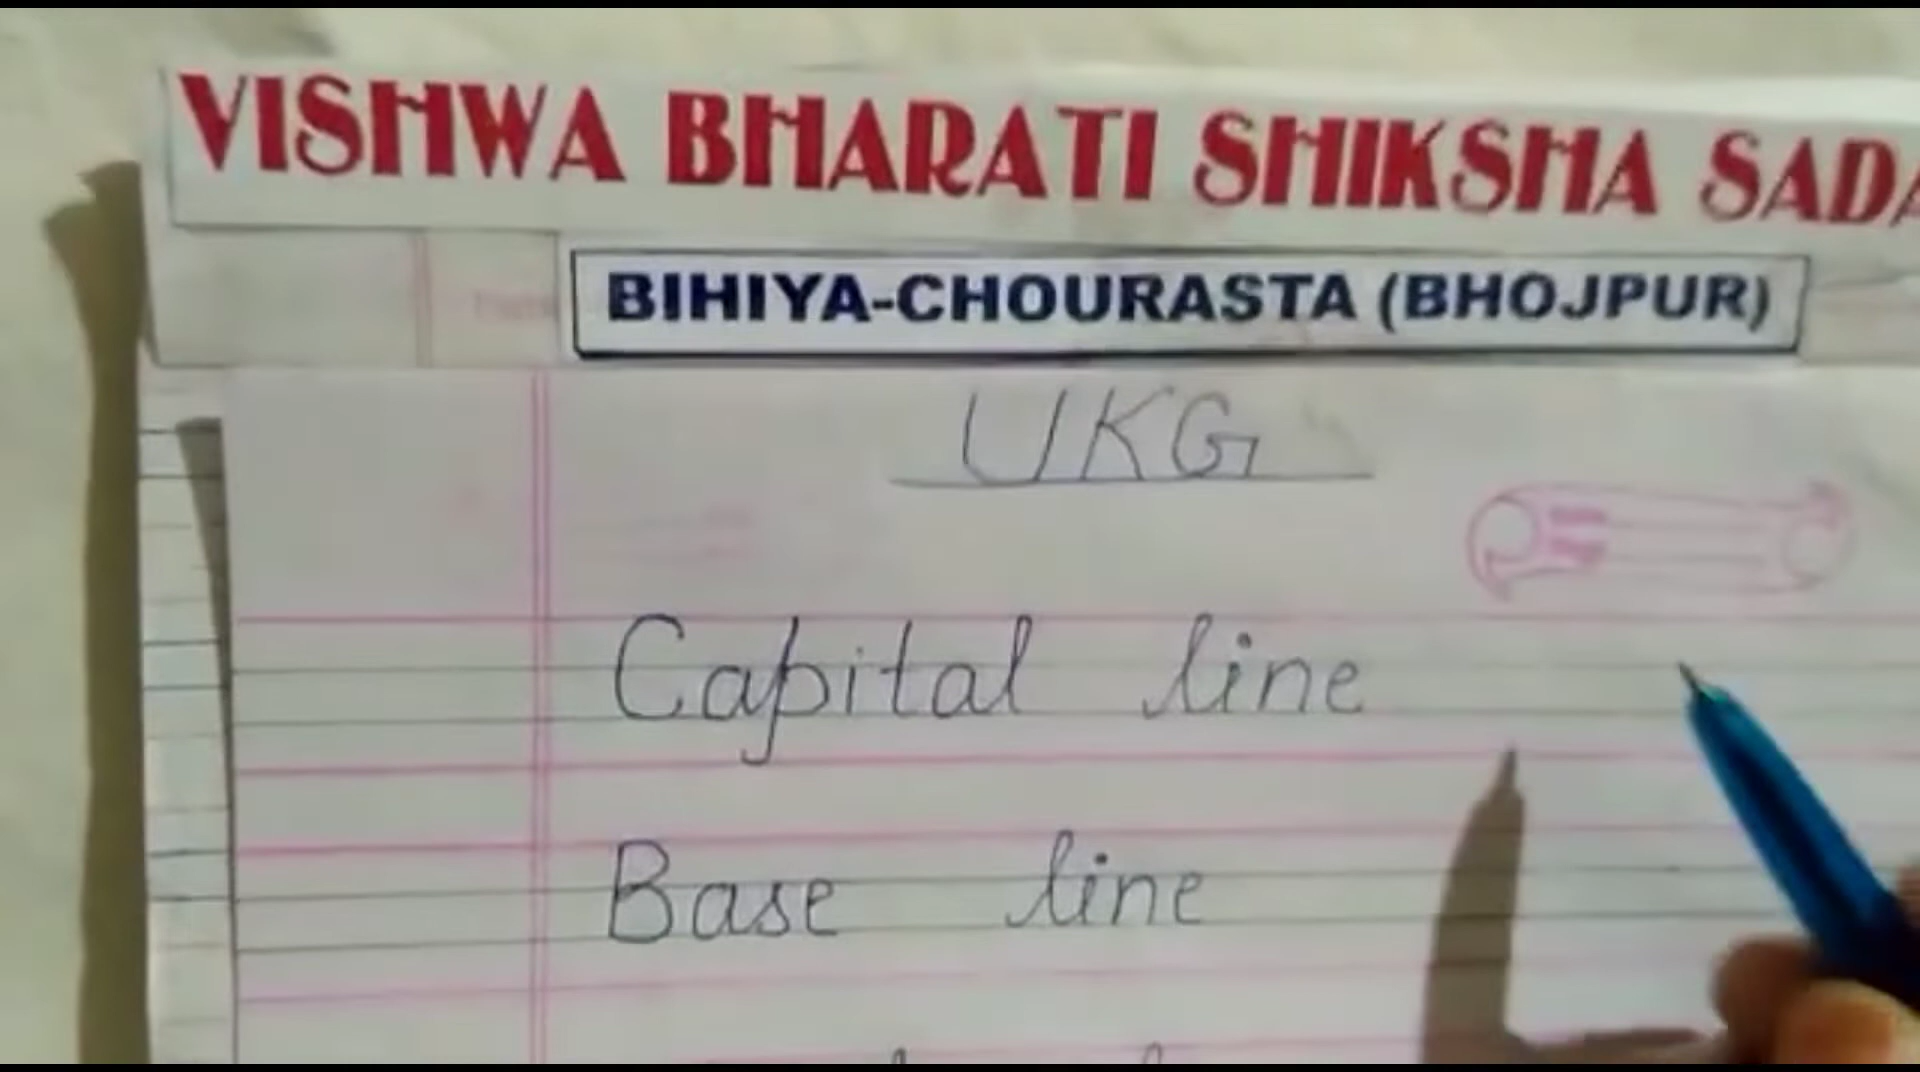 VISHWA BHARATI SHIKSHA SADA
BIHIYA-CHOURASTA (BHOJPUR)
UKG
Capital line
Base line